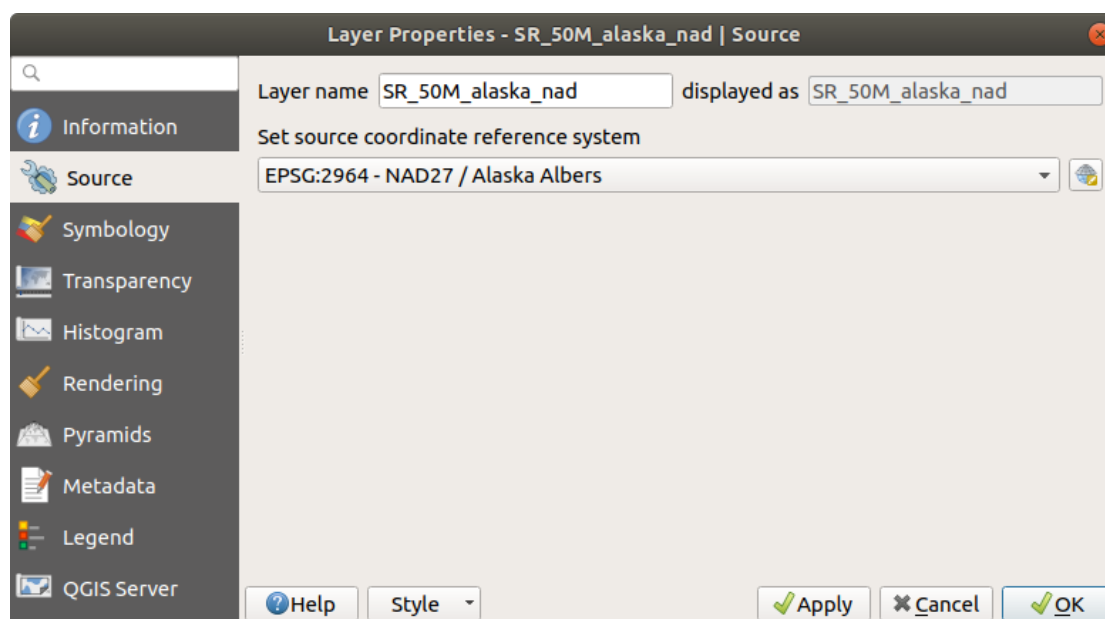 Layer Properties - SR_50M_alaska_nad | Source
Layer name SR_50M_alaska_nad displayed as SR_50M_alaska_nad
Information
Set source coordinate reference system
Source
EPSG:2964 - NAD27 / Alaska Albers
Symbology
Transparency
Histogram
Rendering
Pyramids
Metadata
Legend
QGIS Server
Help Style Apply Cancel OK